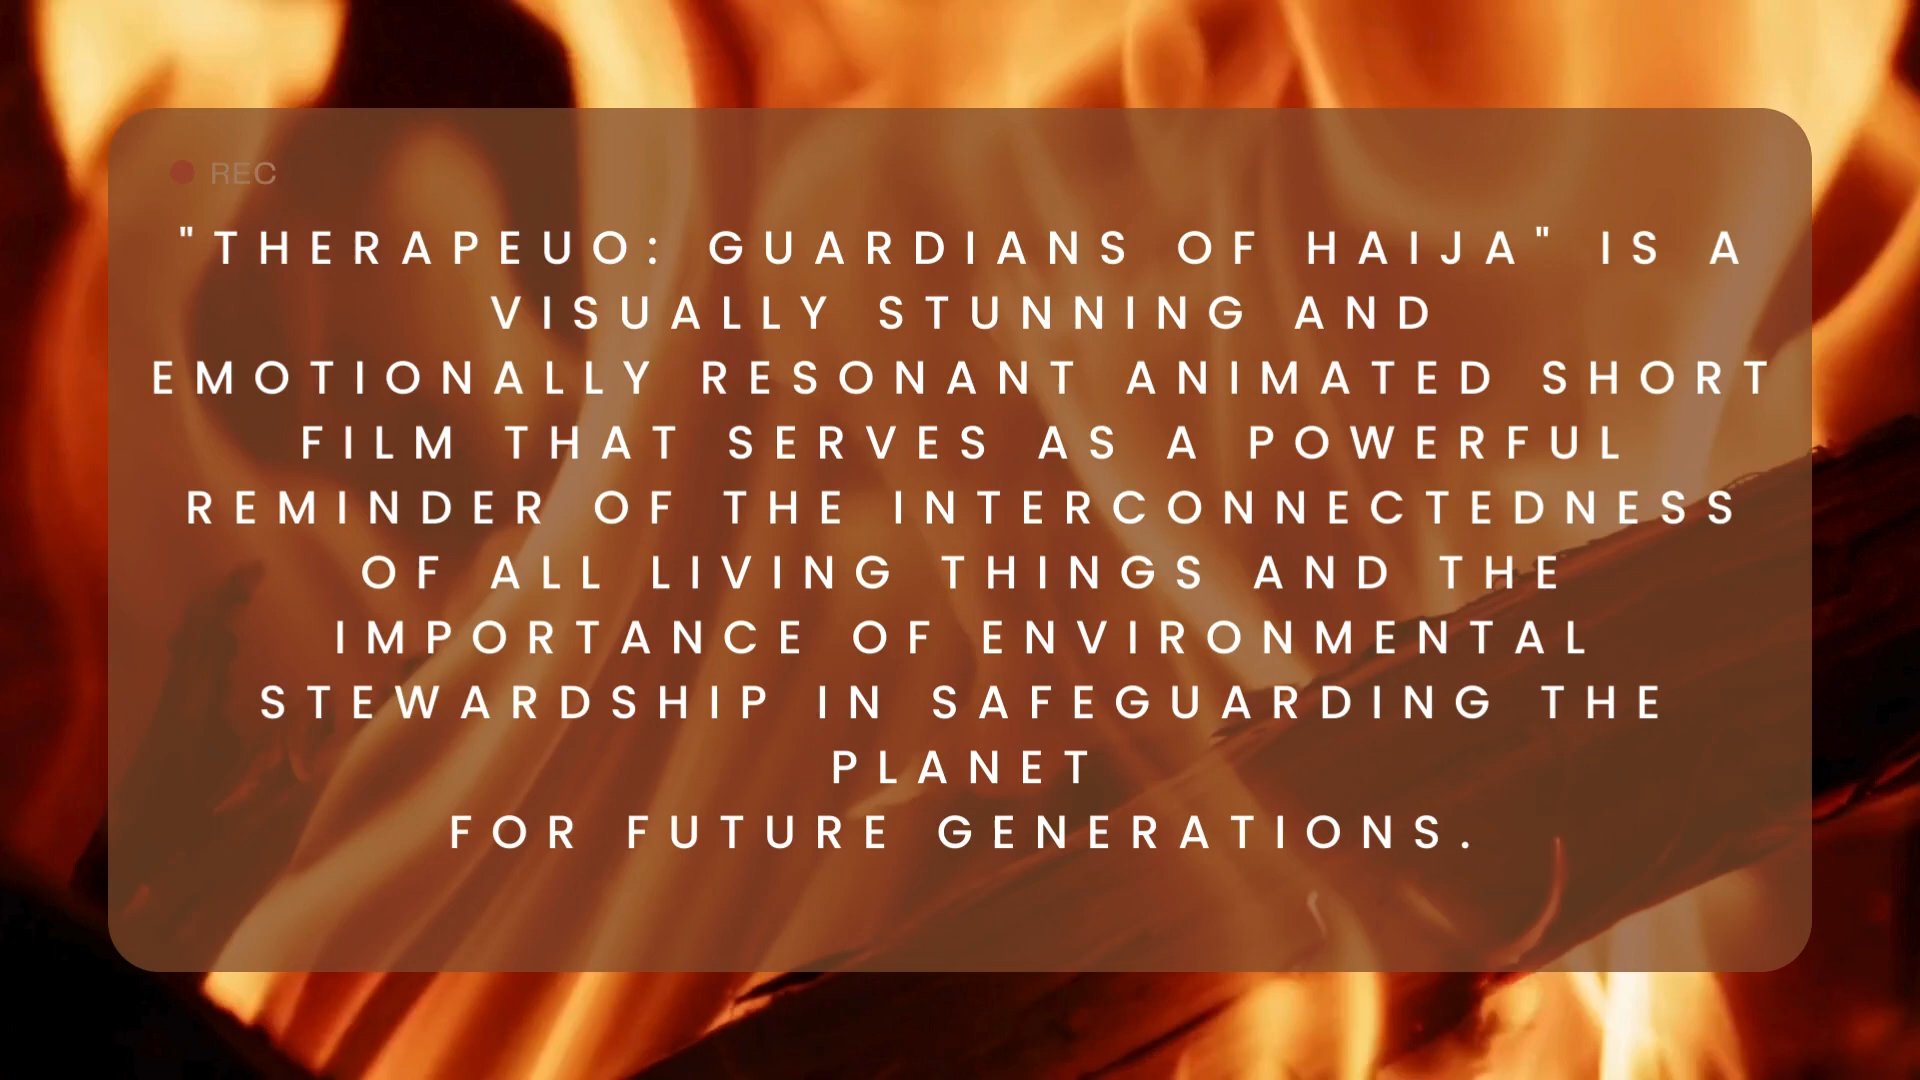 REC
"THERAPEUO: GUARDIANS OF HAIJA" IS A
VISUALLY STUNNING AND
EMOTIONALLY RESONANT ANIMATED SHORT
FILM THAT SERVES AS A POWERFUL
REMINDER OF THE INTERCONNECTEDNESS
OF ALL LIVING THINGS AND THE
IMPORTANCE OF ENVIRONMENTAL
STEWARDSHIP IN SAFEGUARDING THE
PLANET
FOR FUTURE GENERATIONS.